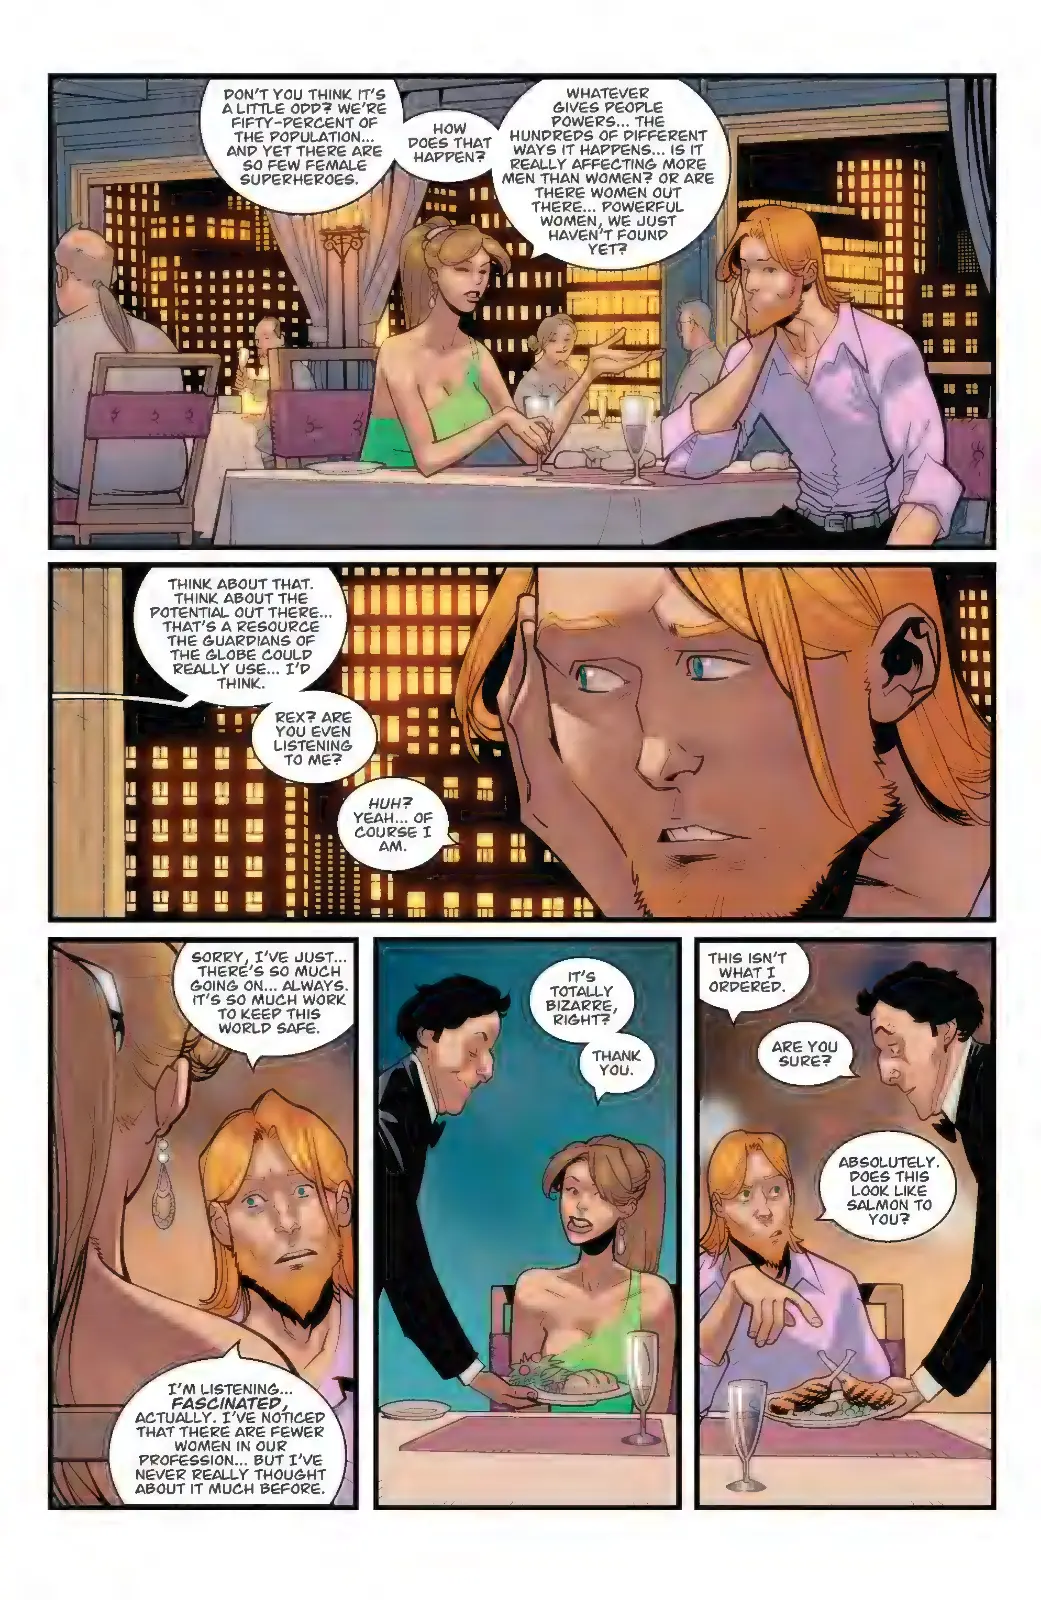 DON'T YOU THINK IT'S
A LITTLE ODD? WE'RE
FIFTY-PERCENT OF
THE POPULATION...
AND YET THERE ARE
SO FEW FEMALE
SUPERHEROES.
HOW
DOES THAT
HAPPEN?
WHATEVER
GIVES PEOPLE
POWERS... THE
HUNDREDS OF DIFFERENT
WAYS IT HAPPENS... IS IT
REALLY AFFECTING MORE
MEN THAN WOMEN? OR ARE
THERE WOMEN OUT
THERE... POWERFUL
WOMEN, WE JUST
HAVEN'T FOUND
YET?
THINK ABOUT THAT.
THINK ABOUT THE
POTENTIAL OUT THERE...
THAT'S A RESOURCE
THE GUARDIANS OF
THE GLOBE COULD
REALLY USE... I'D
THINK.
REX? ARE
YOU EVEN
LISTENING
TO ME?
HUH?
YEAH... OF
COURSE I
AM.
SORRY, I'VE JUST...
THERE'S SO MUCH
GOING ON... ALWAYS.
IT'S SO MUCH WORK
TO KEEP THIS
WORLD SAFE.
I'M LISTENING...
FASCINATED,
ACTUALLY. I'VE NOTICED
THAT THERE ARE FEWER
WOMEN IN OUR
PROFESSION... BUT I'VE
NEVER REALLY THOUGHT
ABOUT IT MUCH BEFORE.
IT'S
TOTALLY
BIZARRE,
RIGHT?
THANK
YOU.
THIS ISN'T
WHAT I
ORDERED.
ARE YOU
SURE?
ABSOLUTELY.
DOES THIS
LOOK LIKE
SALMON TO
YOU?